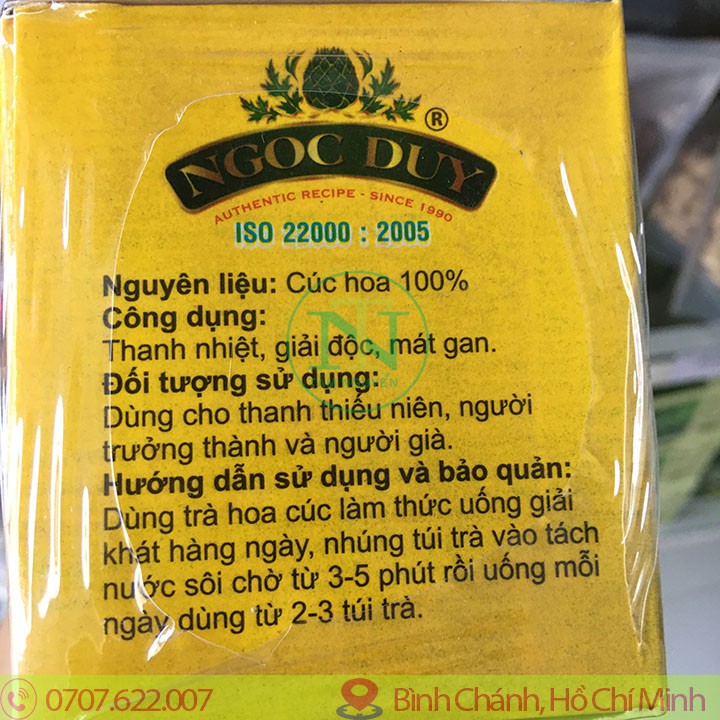 NGOC DUY ®
AUTHENTIC RECIPE - SINCE 1990
ISO 22000 : 2005
Nguyên liệu: Cúc hoa 100%
Công dụng:
Thanh nhiệt, giải độc, mát gan.
Đối tượng sử dụng:
Dùng cho thanh thiếu niên, người
trưởng thành và người già.
Hướng dẫn sử dụng và bảo quản:
Dùng trà hoa cúc làm thức uống giải
khát hàng ngày, nhúng túi trà vào tách
nước sôi chờ từ 3-5 phút rồi uống mỗi
ngày dùng từ 2-3 túi trà.
0707.622.007
Bình Chánh, Hồ Chí Minh